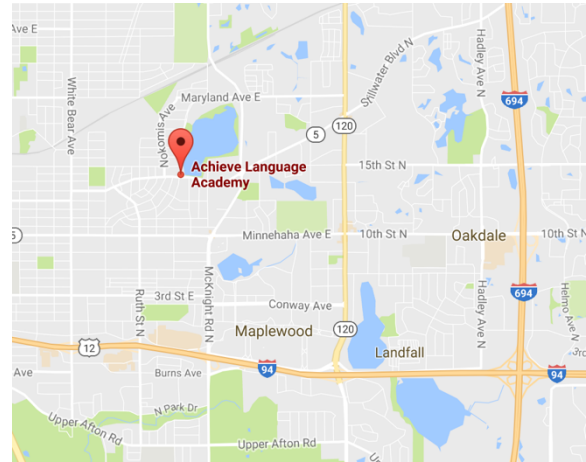 Ave E
White Bear Ave
Nokomis Ave
Maryland Ave E
Stillwater Blvd N
Hadley Ave N
694
120
5
15th St N
Achieve Language
Academy
5
Minnehaha Ave E
10th St N
Oakdale
10th St N
McKnight Rd N
Ruth St N
3rd St E
Conway Ave
694
Hadley Ave N
Helmo Ave N
Maplewood
120
12
Landfall
3rd
94
94
Ave
Burns Ave
N Park Dr
Upper Afton Rd
Upper Afton Rd